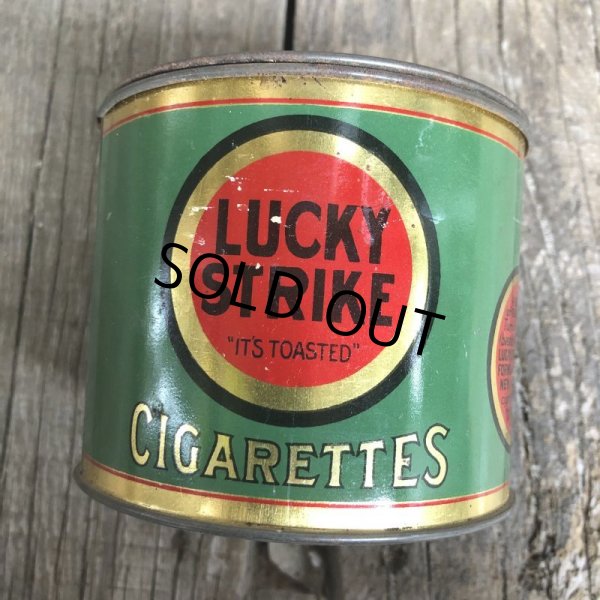 LUCKY
STRIKE
"IT'S TOASTED"
SOLD OUT
CIGARETTES